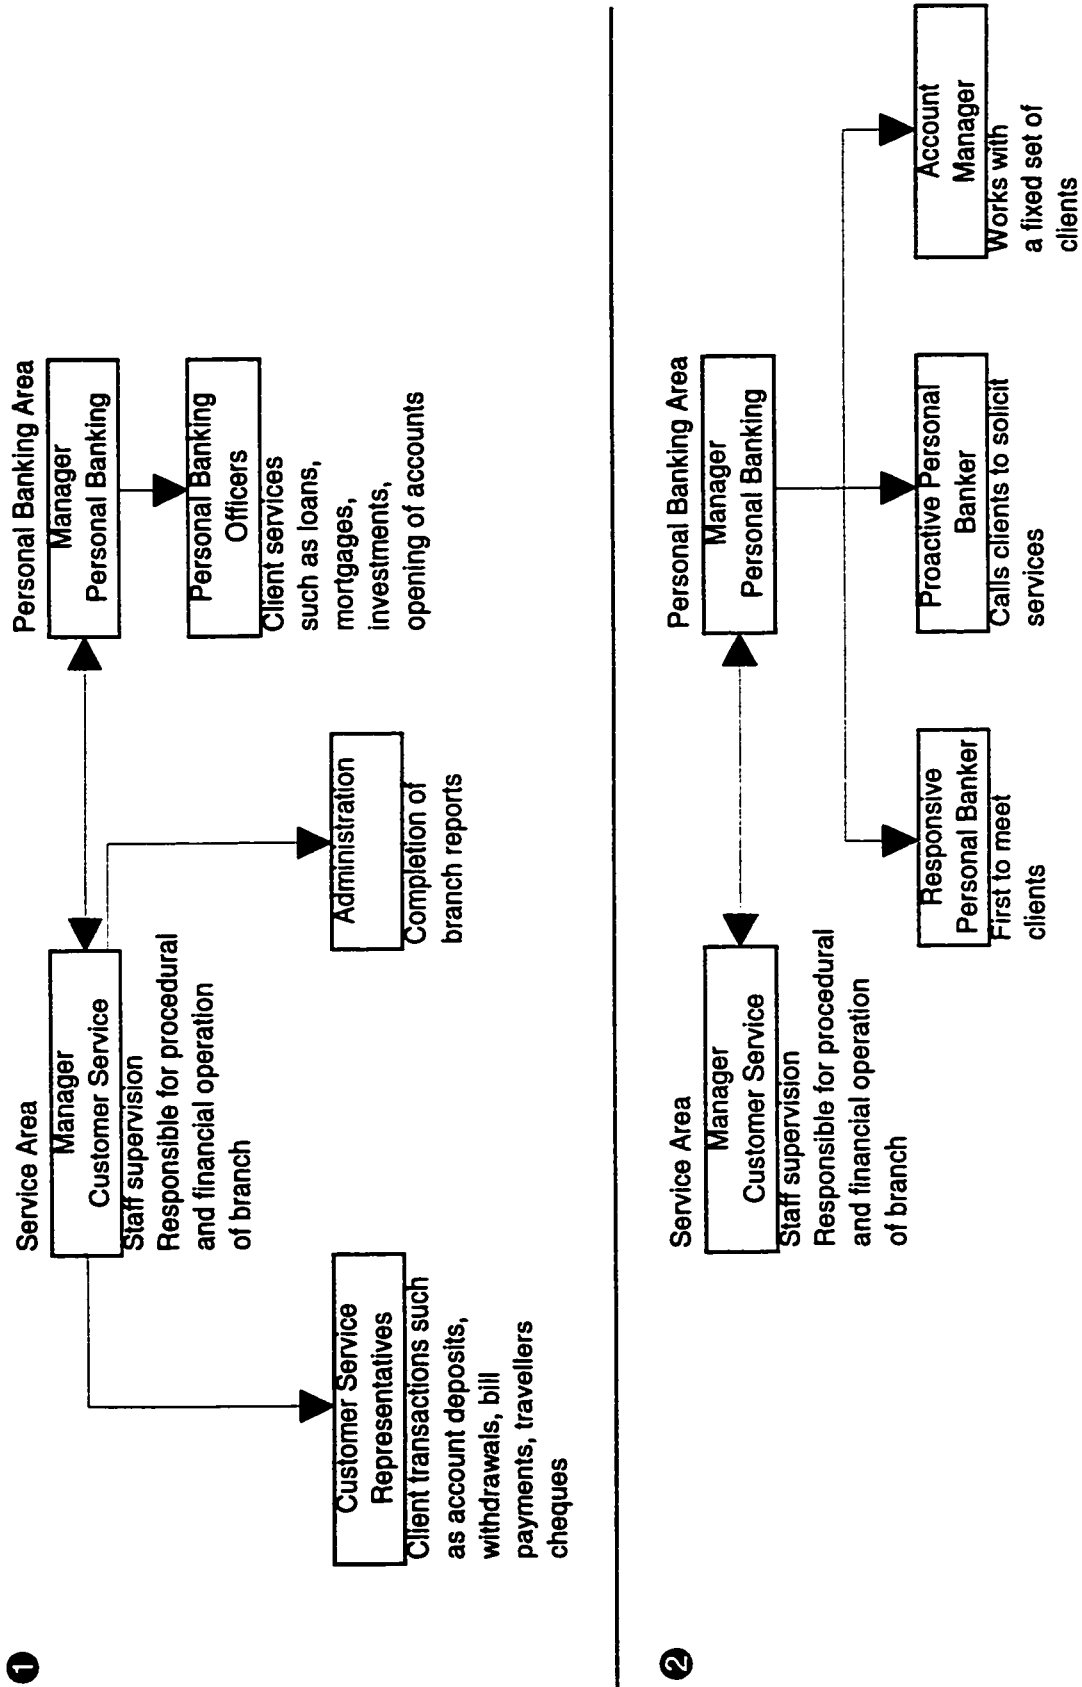 1
Service Area
Manager
Customer Service
Staff supervision
Responsible for procedural
and financial operation
of branch
Customer Service
Representatives
Client transactions such
as account deposits,
withdrawals, bill
payments, travellers
cheques
Administration
Completion of
branch reports
Personal Banking Area
Manager
Personal Banking
Personal Banking
Officers
Client services
such as loans,
mortgages,
investments,
opening of accounts
2
Service Area
Manager
Customer Service
Staff supervision
Responsible for procedural
and financial operation
of branch
Personal Banking Area
Manager
Personal Banking
Responsive
Personal Banker
First to meet
clients
Proactive Personal
Banker
Calls clients to solicit
services
Account
Manager
Works with
a fixed set of
clients